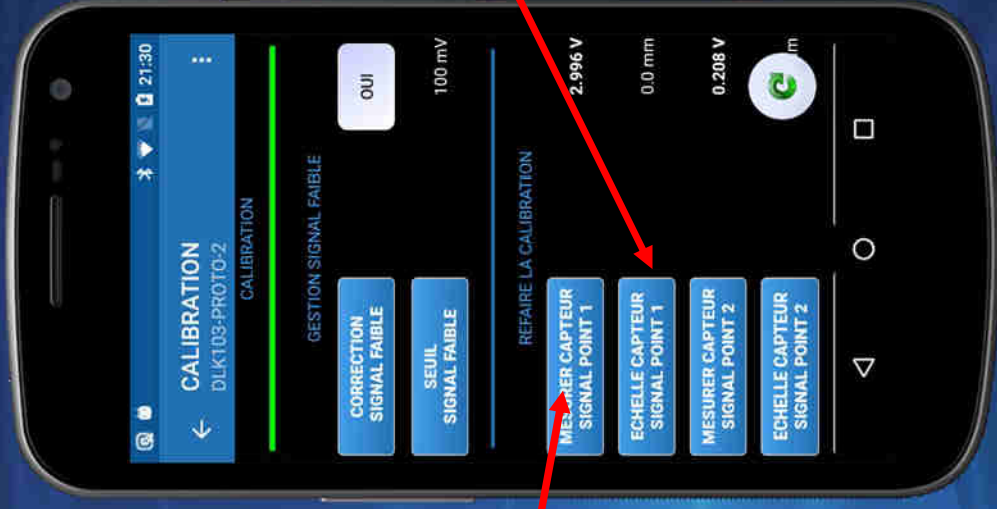 21:30
CALIBRATION
DLK103-PROTO-2
CALIBRATION
GESTION SIGNAL FAIBLE
CORRECTION
SIGNAL FAIBLE
OUI
SEUIL
SIGNAL FAIBLE
100 mV
REFAIRE LA CALIBRATION
MESURER CAPTEUR
SIGNAL POINT 1
2.996 V
ECHELLE CAPTEUR
SIGNAL POINT 1
0.0 mm
MESURER CAPTEUR
SIGNAL POINT 2
0.208 V
ECHELLE CAPTEUR
SIGNAL POINT 2